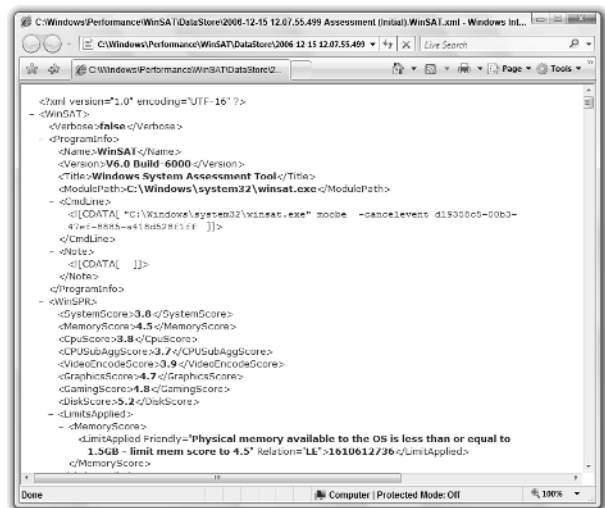 C:\Windows\Performance\WinSAT\DataStore\2006-12-15 12.07.55.499 Assessment (Initial).WinSAT.xml - Windows Int...
C:\Windows\Performance\WinSAT\DataStore\2006 12 15 12.07.55.499
Live Search
C:\Windows\Performance\WinSAT\DataStore\2...
Page
Tools
<?xml version="1.0" encoding="UTF-16" ?>
- <WinSAT>
<Verbose>false</Verbose>
- <ProgramInfo>
<Name>WinSAT</Name>
<Version>V6.0 Build-6000</Version>
<Title>Windows System Assessment Tool</Title>
<ModulePath>C:\Windows\system32\winsat.exe</ModulePath>
- <CmdLine>
<![CDATA[ "C:\Windows\system32\winsat.exe" moobe -cancelevent
]]>
</CmdLine>
- <Note>
<![CDATA[ ]]>
</Note>
</ProgramInfo>
- <WinSPR>
<SystemScore>3.8</SystemScore>
<MemoryScore>4.5</MemoryScore>
<CpuScore>3.8</CpuScore>
<CPUSubAggScore>3.7</CPUSubAggScore>
<VideoEncodeScore>3.9</VideoEncodeScore>
<GraphicsScore>4.7</GraphicsScore>
<GamingScore>4.8</GamingScore>
<DiskScore>5.2</DiskScore>
- <LimitsApplied>
- <MemoryScore>
<LimitApplied Friendly="Physical memory available to the OS is less than or equal to
1.5GB - limit mem score to 4.5" Relation="LE">1610612736</LimitApplied>
</MemoryScore>
Done
Computer | Protected Mode: Off
100%